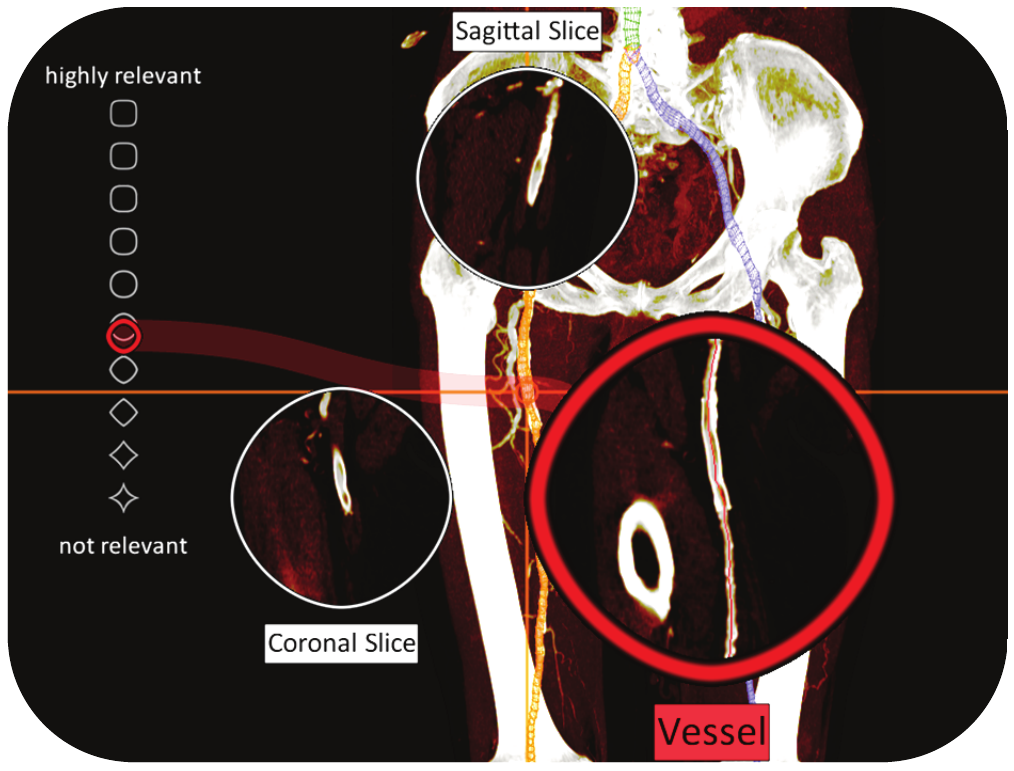 Sagittal Slice
highly relevant
not relevant
Coronal Slice
Vessel